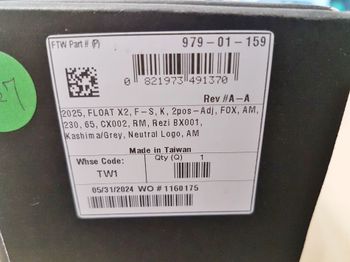 FTW Part # (P)
979-01-159
0 821973 491370
Rev #A-A
2025, FLOAT X2, F-S, K, 2pos-Adj, FOX, AM,
230, 65, CX002, RM, Rezi BX001,
Kashima/Grey, Neutral Logo, AM
Made in Taiwan
Whse Code:
Qty (Q) 1
TW1
05/31/2024 WO # 1160175
27